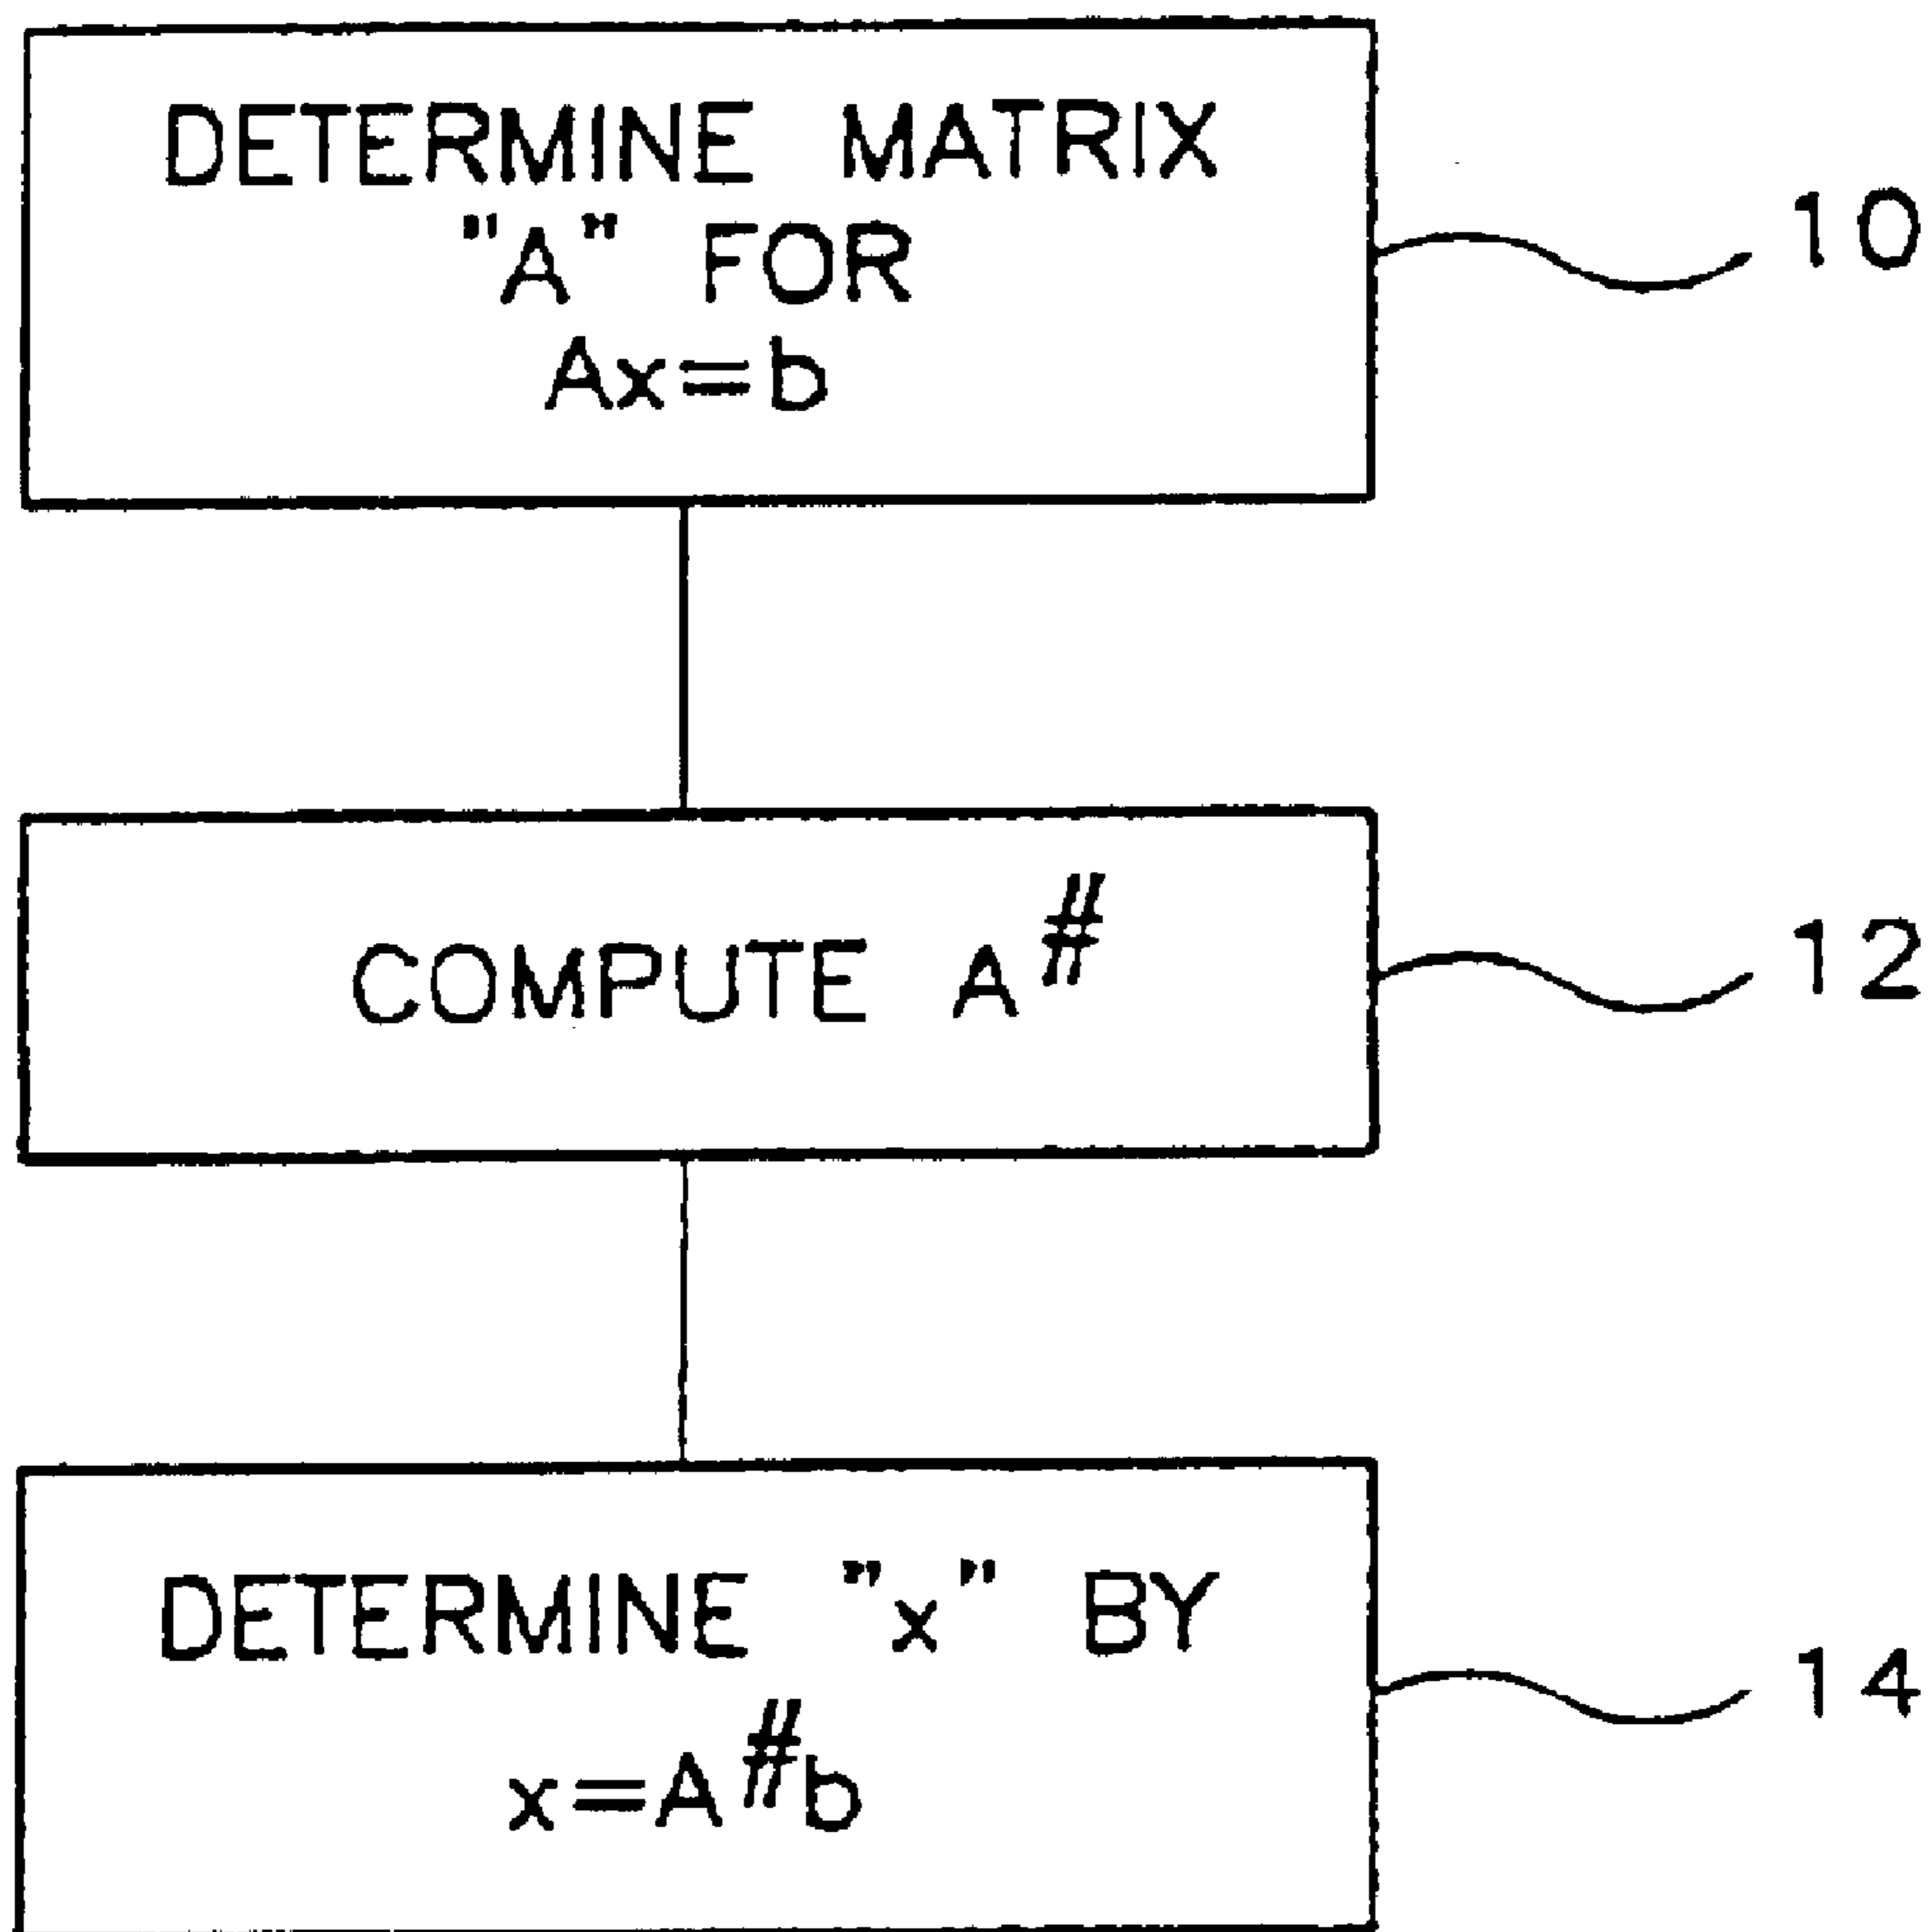 DETERMINE MATRIX
"A" FOR
Ax=b
10
COMPUTE A#
12
DETERMINE "x" BY
x=A#b
14